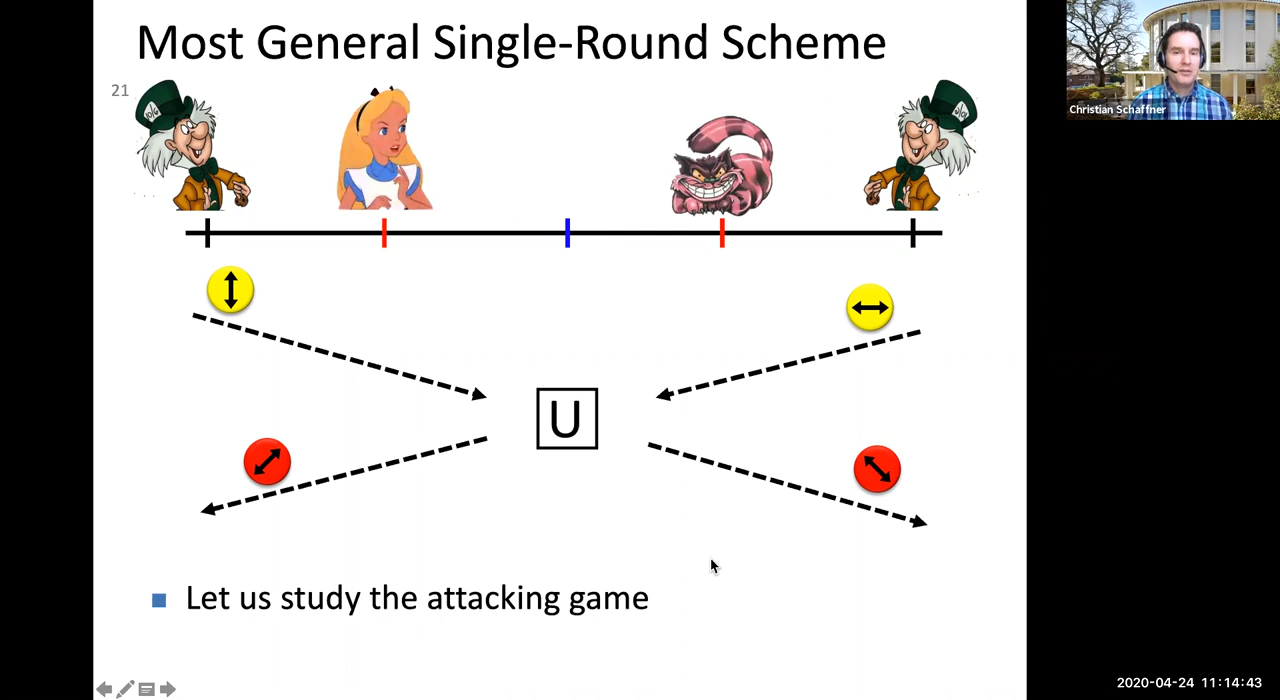 Most General Single-Round Scheme
21
Christian Schaffner
U
Let us study the attacking game
2020-04-24 11:14:43